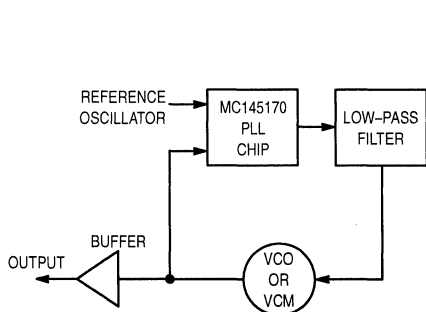 REFERENCE
OSCILLATOR
MC145170
PLL
CHIP
LOW–PASS
FILTER
BUFFER
OUTPUT
VCO
OR
VCM